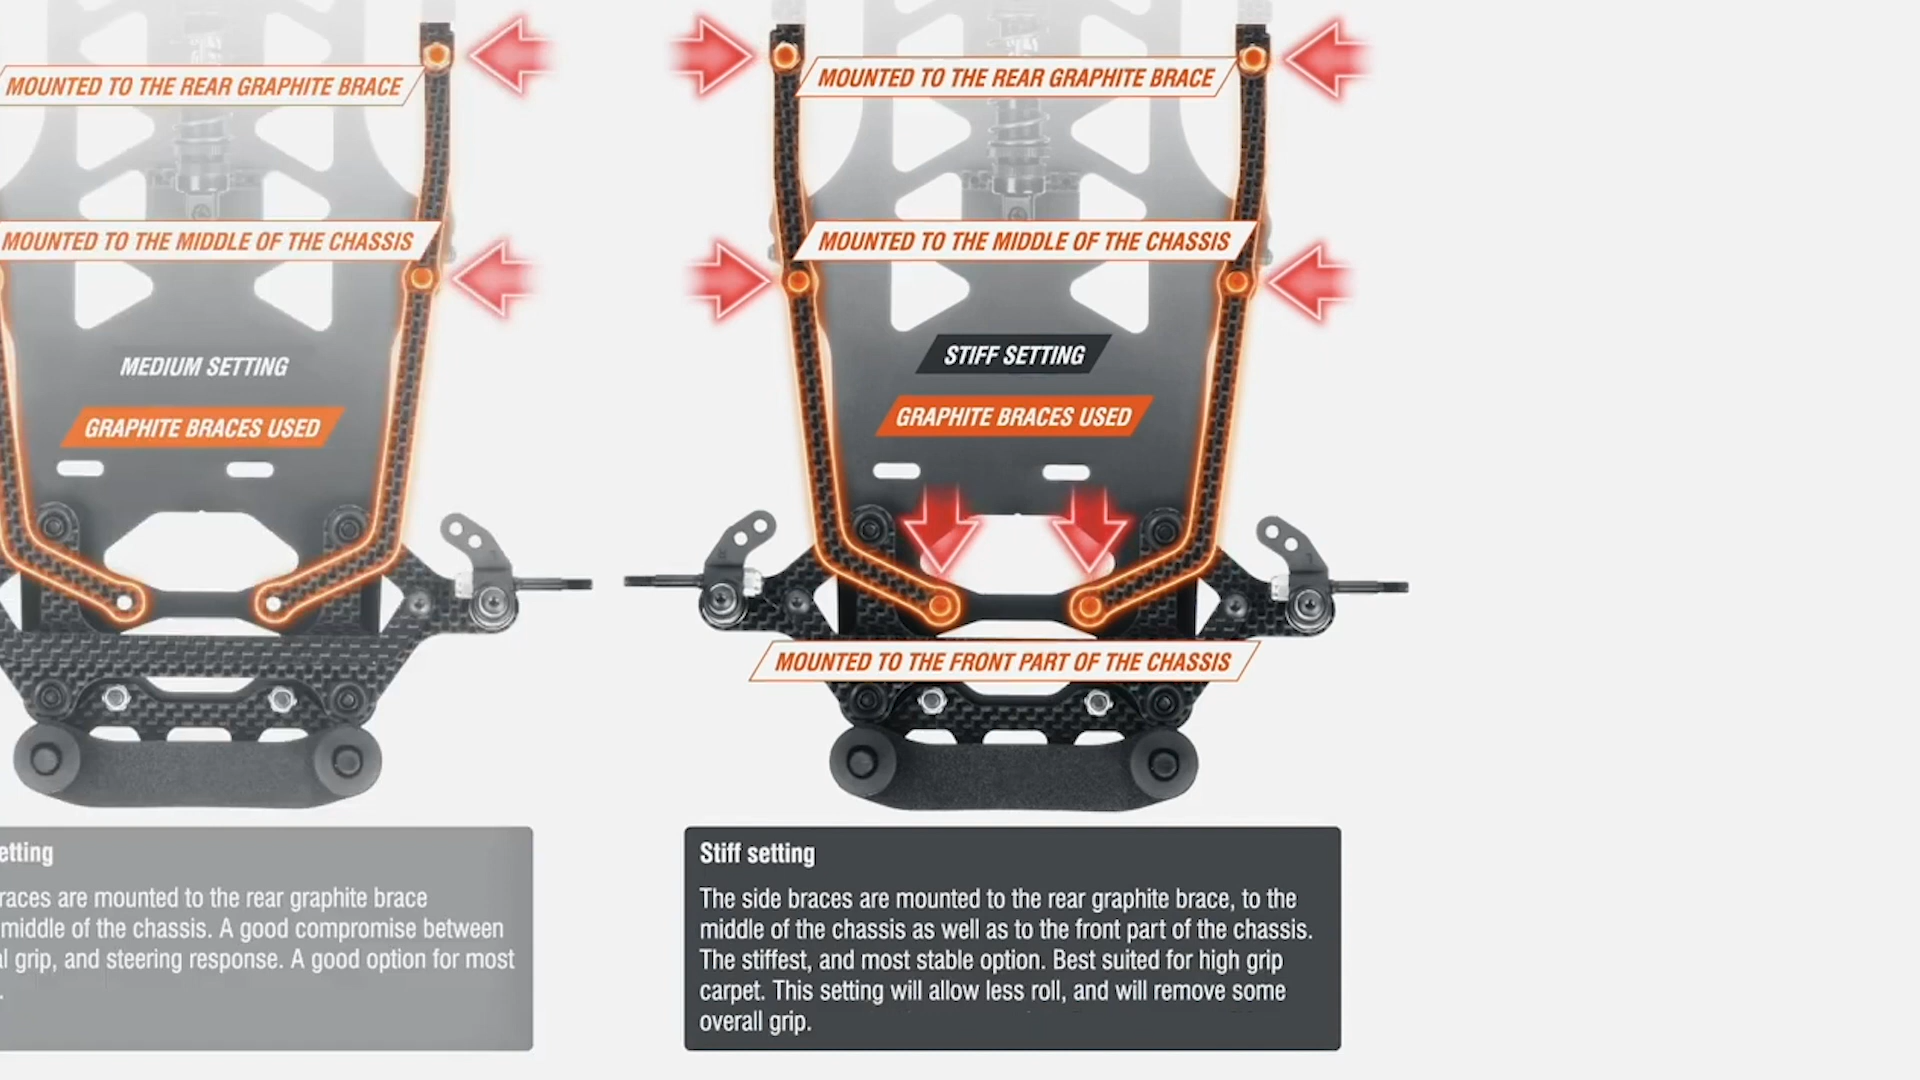 MOUNTED TO THE REAR GRAPHITE BRACE
MOUNTED TO THE MIDDLE OF THE CHASSIS
MEDIUM SETTING
GRAPHITE BRACES USED
etting
races are mounted to the rear graphite brace
middle of the chassis. A good compromise between
l grip, and steering response. A good option for most
.
MOUNTED TO THE REAR GRAPHITE BRACE
MOUNTED TO THE MIDDLE OF THE CHASSIS
STIFF SETTING
GRAPHITE BRACES USED
MOUNTED TO THE FRONT PART OF THE CHASSIS
Stiff setting
The side braces are mounted to the rear graphite brace, to the
middle of the chassis as well as to the front part of the chassis.
The stiffest, and most stable option. Best suited for high grip
carpet. This setting will allow less roll, and will remove some
overall grip.